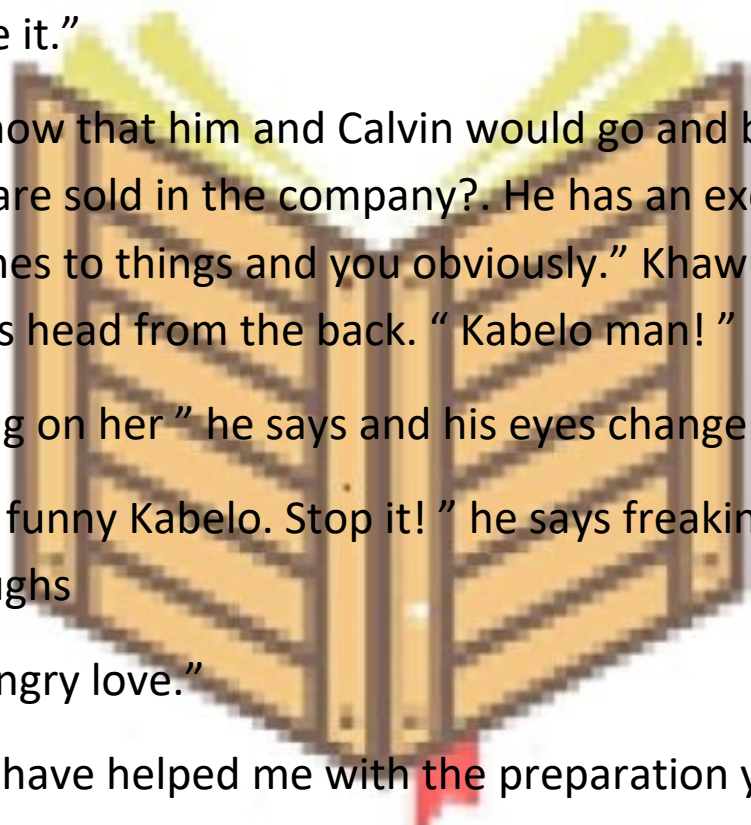 e it.”
now that him and Calvin would go and b
are sold in the company?. He has an exc
nes to things and you obviously.” Khaw
s head from the back. “ Kabelo man! ”
g on her ” he says and his eyes change
funny Kabelo. Stop it! ” he says freakin
ughs
ngry love.”
have helped me with the preparation y